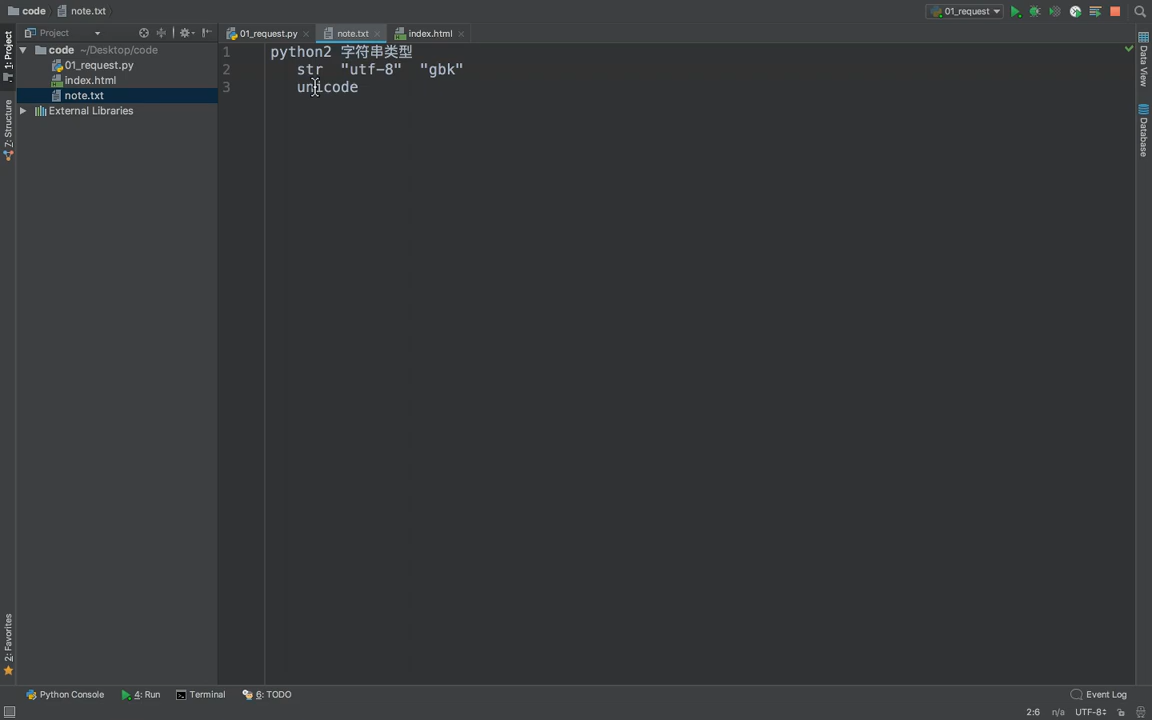 code note.txt
01_request
Project
01_request.py note.txt index.html
code ~/Desktop/code
01_request.py
index.html
note.txt
External Libraries
1 python2 字符串类型
2 str "utf-8" "gbk"
3 unicode
1: Project
Z: Structure
2: Favorites
Data View
Database
Python Console 4: Run Terminal 6: TODO Event Log
2:6 n/a UTF-8